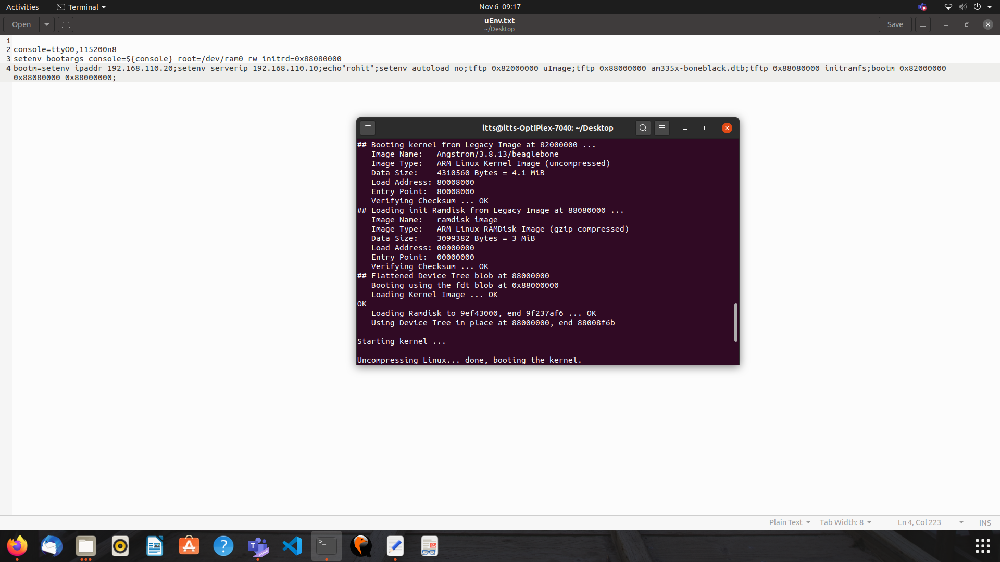 Activities
Terminal
Nov 6 09:17
Open
uEnv.txt
~/Desktop
Save
1
2 console=ttyO0,115200n8
3 setenv bootargs console=${console} root=/dev/ram0 rw initrd=0x88080000
4 bootm=setenv ipaddr 192.168.110.20;setenv serverip 192.168.110.10;echo"rohit";setenv autoload no;tftp 0x82000000 uImage;tftp 0x88000000 am335x-boneblack.dtb;tftp 0x88080000 initramfs;bootm 0x82000000
0x88080000 0x88000000;
ltts@ltts-OptiPlex-7040: ~/Desktop
## Booting kernel from Legacy Image at 82000000 ...
Image Name: Angstrom/3.8.13/beaglebone
Image Type: ARM Linux Kernel Image (uncompressed)
Data Size: 4310560 Bytes = 4.1 MiB
Load Address: 80008000
Entry Point: 80008000
Verifying Checksum ... OK
## Loading init Ramdisk from Legacy Image at 88080000 ...
Image Name: ramdisk image
Image Type: ARM Linux RAMDisk Image (gzip compressed)
Data Size: 3099382 Bytes = 3 MiB
Load Address: 00000000
Entry Point: 00000000
Verifying Checksum ... OK
## Flattened Device Tree blob at 88000000
Booting using the fdt blob at 0x88000000
Loading Kernel Image ... OK
OK
Loading Ramdisk to 9ef43000, end 9f237af6 ... OK
Using Device Tree in place at 88000000, end 88008f6b
Starting kernel ...
Uncompressing Linux... done, booting the kernel.
Plain Text
Tab Width: 8
Ln 4, Col 223
INS